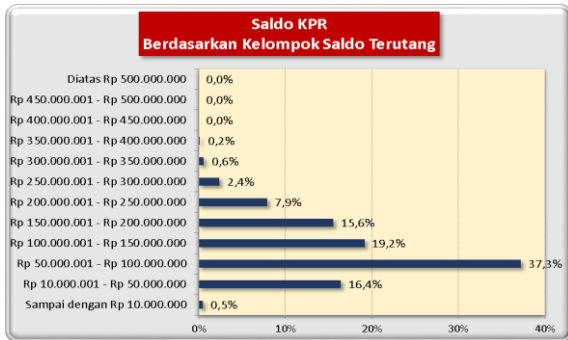 Saldo KPR
Berdasarkan Kelompok Saldo Terutang
Diatas Rp 500.000.000 0,0%
Rp 450.000.001 - Rp 500.000.000 0,0%
Rp 400.000.001 - Rp 450.000.000 0,0%
Rp 350.000.001 - Rp 400.000.000 0,2%
Rp 300.000.001 - Rp 350.000.000 0,6%
Rp 250.000.001 - Rp 300.000.000 2,4%
Rp 200.000.001 - Rp 250.000.000 7,9%
Rp 150.000.001 - Rp 200.000.000 15,6%
Rp 100.000.001 - Rp 150.000.000 19,2%
Rp 50.000.001 - Rp 100.000.000 37,3%
Rp 10.000.001 - Rp 50.000.000 16,4%
Sampai dengan Rp 10.000.000 0,5%
0% 10% 20% 30% 40%